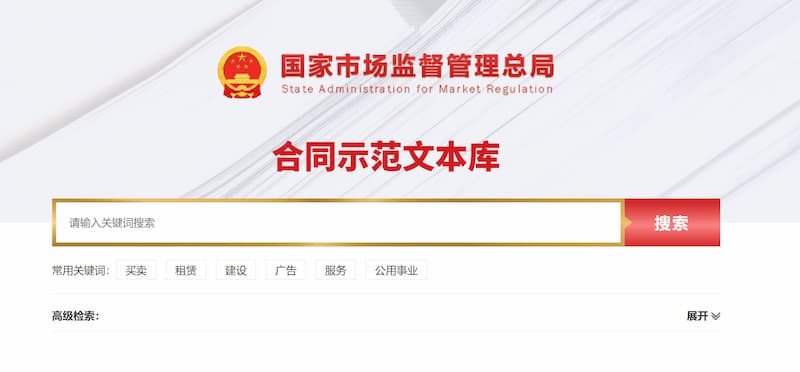 国家市场监督管理总局
State Administration for Market Regulation
合同示范文本库
请输入关键词搜索 搜索
常用关键词: 买卖 租赁 建设 广告 服务 公用事业
高级检索: 展开